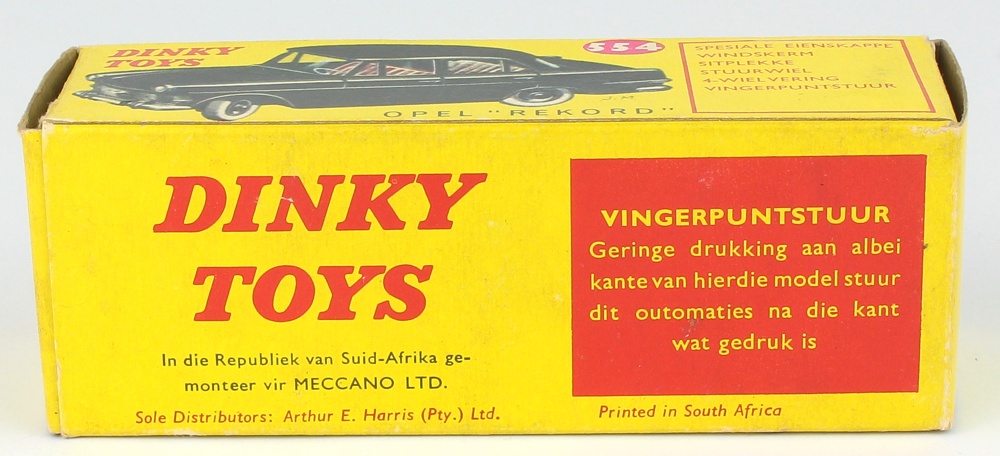 DINKY
TOYS
554
OPEL "REKORD"
J.M.
SPESIALE EIENSKAPPE
WINDSKERM
SITPLEKKE
STUURWIEL
4-WIELVERING
VINGERPUNTSTUUR
DINKY
TOYS
In die Republiek van Suid-Afrika ge-
monteer vir MECCANO LTD.
Sole Distributors: Arthur E. Harris (Pty.) Ltd.
VINGERPUNTSTUUR
Geringe drukking aan albei
kante van hierdie model stuur
dit outomaties na die kant
wat gedruk is
Printed in South Africa